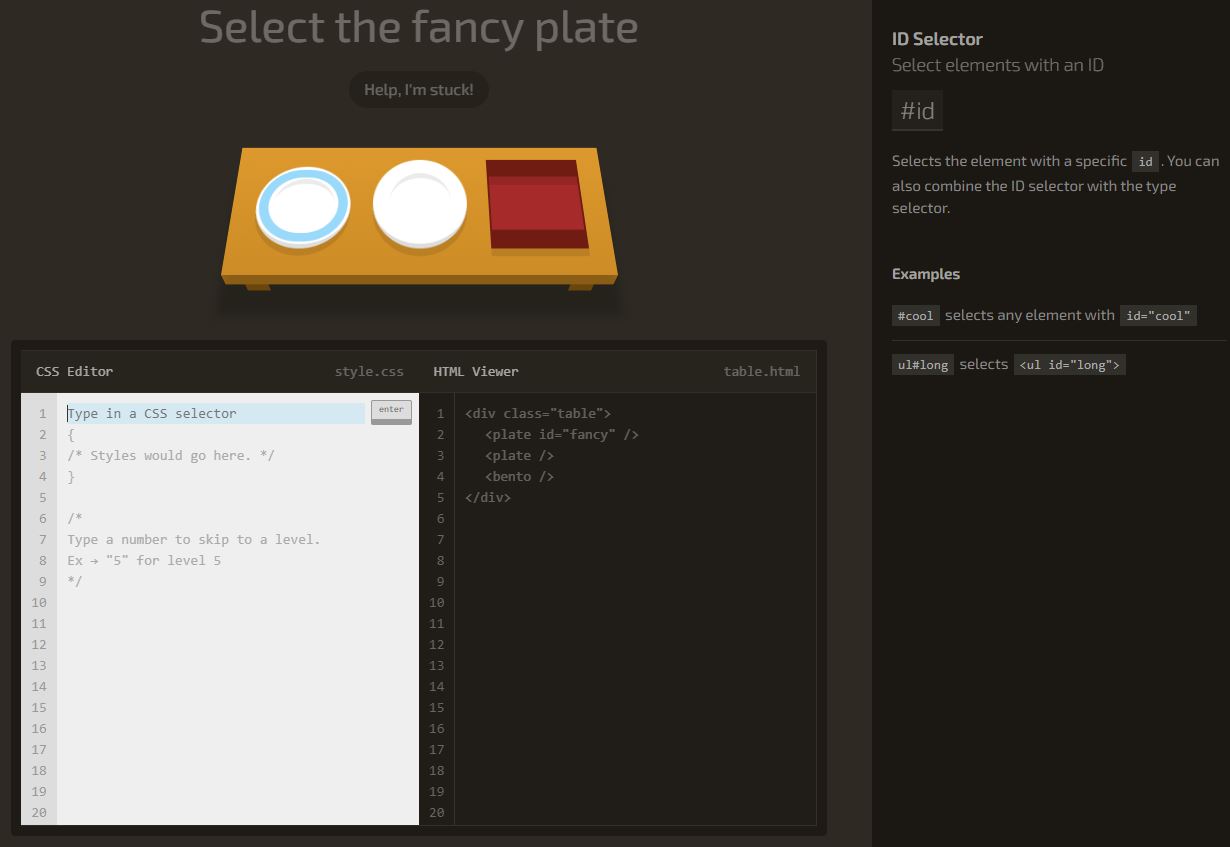 Select the fancy plate
Help, I'm stuck!
CSS Editor style.css
1 Type in a CSS selector enter
2 {
3 /* Styles would go here. */
4 }
5
6 /*
7 Type a number to skip to a level.
8 Ex → "5" for level 5
9 */
10
11
12
13
14
15
16
17
18
19
20
HTML Viewer table.html
1 <div class="table">
2 <plate id="fancy" />
3 <plate />
4 <bento />
5 </div>
6
7
8
9
10
11
12
13
14
15
16
17
18
19
20
ID Selector
Select elements with an ID
#id
Selects the element with a specific id . You can
also combine the ID selector with the type
selector.
Examples
#cool selects any element with id="cool"
ul#long selects <ul id="long">